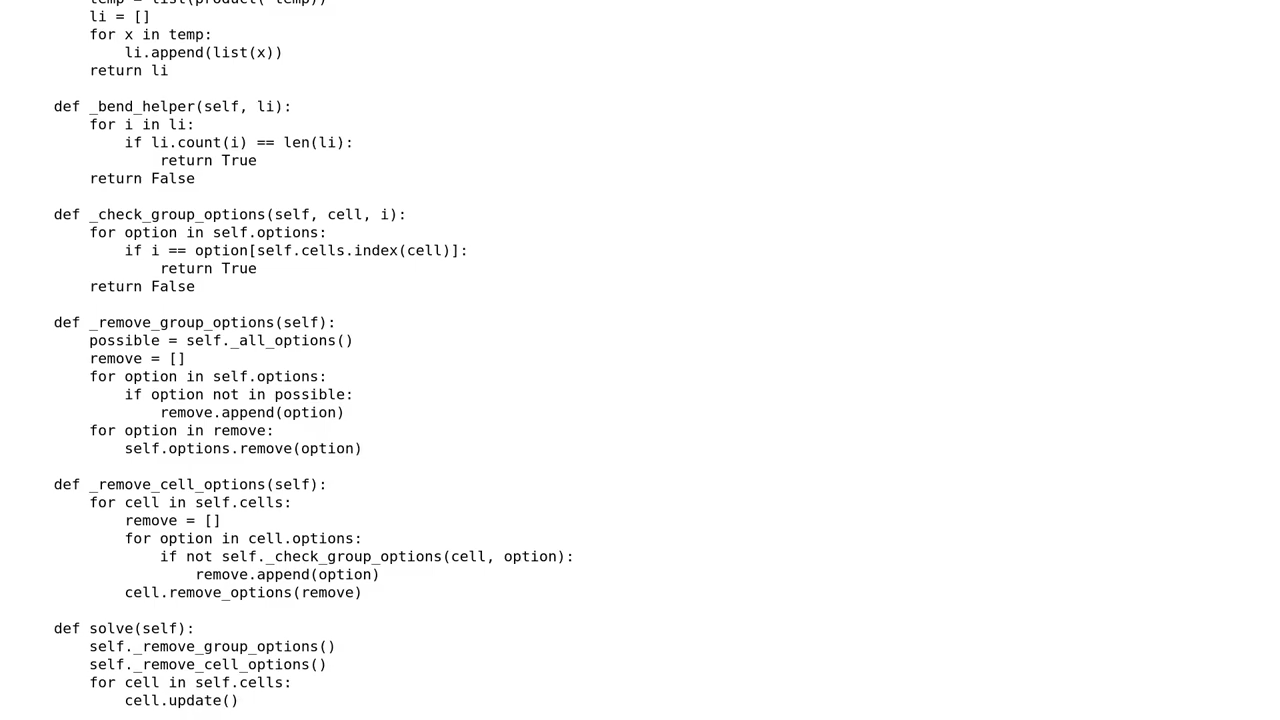 li = []
for x in temp:
li.append(list(x))
return li
def _bend_helper(self, li):
for i in li:
if li.count(i) == len(li):
return True
return False
def _check_group_options(self, cell, i):
for option in self.options:
if i == option[self.cells.index(cell)]:
return True
return False
def _remove_group_options(self):
possible = self._all_options()
remove = []
for option in self.options:
if option not in possible:
remove.append(option)
for option in remove:
self.options.remove(option)
def _remove_cell_options(self):
for cell in self.cells:
remove = []
for option in cell.options:
if not self._check_group_options(cell, option):
remove.append(option)
cell.remove_options(remove)
def solve(self):
self._remove_group_options()
self._remove_cell_options()
for cell in self.cells:
cell.update()